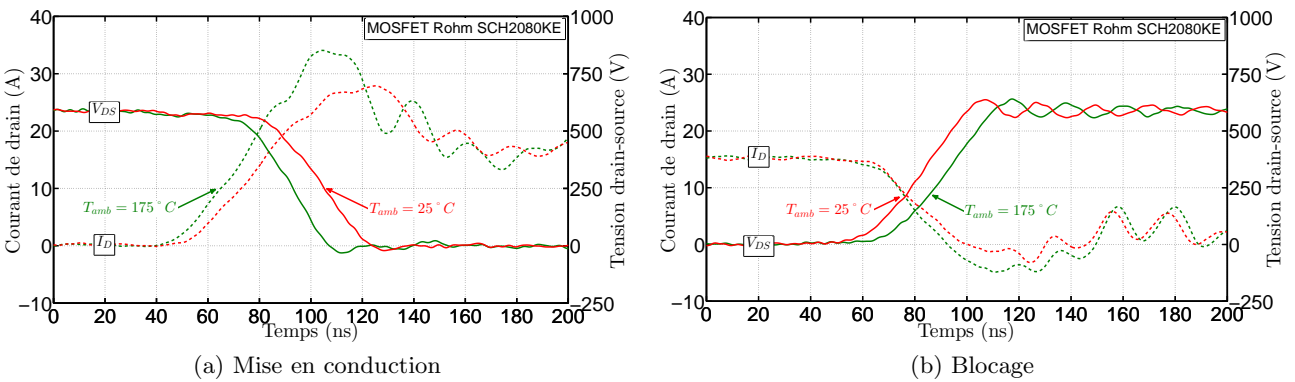 MOSFET Rohm SCH2080KE
Courant de drain (A)
40
30
20
10
0
−10
V_DS
I_D
T_amb = 175°C
T_amb = 25°C
1000
750
500
250
0
−250
Tension drain-source (V)
0 20 40 60 80 100 120 140 160 180 200
Temps (ns)
(a) Mise en conduction
MOSFET Rohm SCH2080KE
Courant de drain (A)
40
30
20
10
0
−10
I_D
V_DS
T_amb = 25°C
T_amb = 175°C
1000
750
500
250
0
−250
Tension drain-source (V)
0 20 40 60 80 100 120 140 160 180 200
Temps (ns)
(b) Blocage